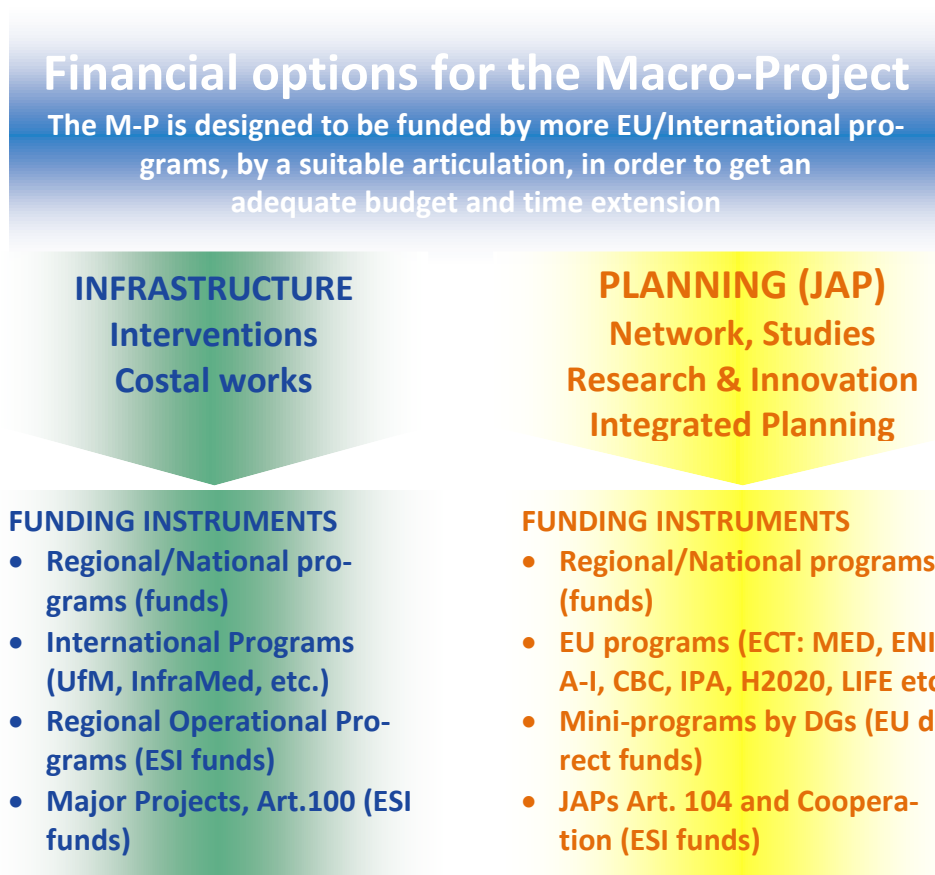 Financial options for the Macro-Project
The M-P is designed to be funded by more EU/International pro-
grams, by a suitable articulation, in order to get an
adequate budget and time extension
INFRASTRUCTURE
Interventions
Costal works
PLANNING (JAP)
Network, Studies
Research & Innovation
Integrated Planning
FUNDING INSTRUMENTS
• Regional/National pro-
grams (funds)
• International Programs
(UfM, InfraMed, etc.)
• Regional Operational Pro-
grams (ESI funds)
• Major Projects, Art.100 (ESI
funds)
FUNDING INSTRUMENTS
• Regional/National programs
(funds)
• EU programs (ECT: MED, ENI
A-I, CBC, IPA, H2020, LIFE etc
• Mini-programs by DGs (EU d
rect funds)
• JAPs Art. 104 and Coopera-
tion (ESI funds)